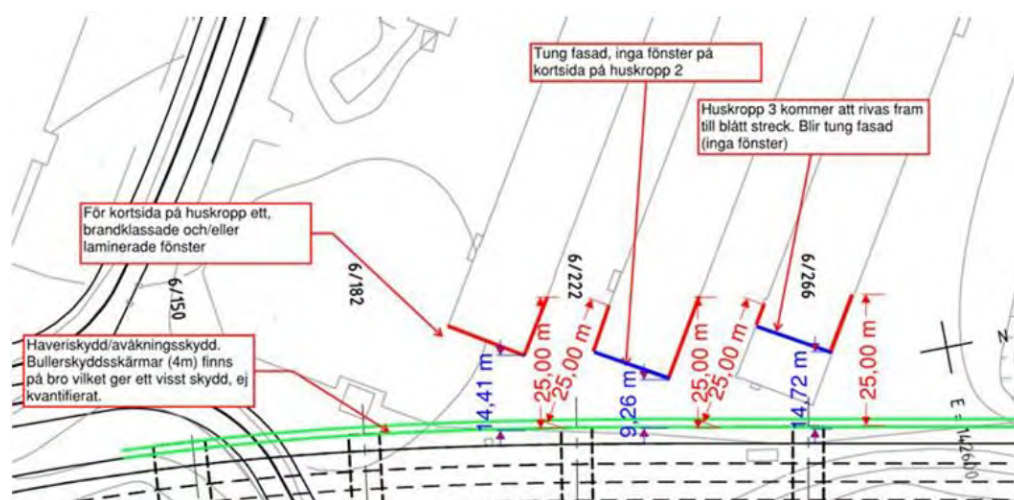 Tung fasad, inga fönster på
kortsida på huskropp 2
Huskropp 3 kommer att rivas fram
till blått streck. Blir tung fasad
(inga fönster)
För kortsida på huskropp ett,
brandklassade och/eller
laminerade fönster
6/150
6/182
6/222
6/266
Haveriskydd/avåkningsskydd.
Bullerskyddsskärmar (4m) finns
på bro vilket ger ett visst skydd, ej
kvantifierat.
14,41 m
25,00 m
25,00 m
9,26 m
25,00 m
25,00 m
14,72 m
25,00 m
N
E = 142600